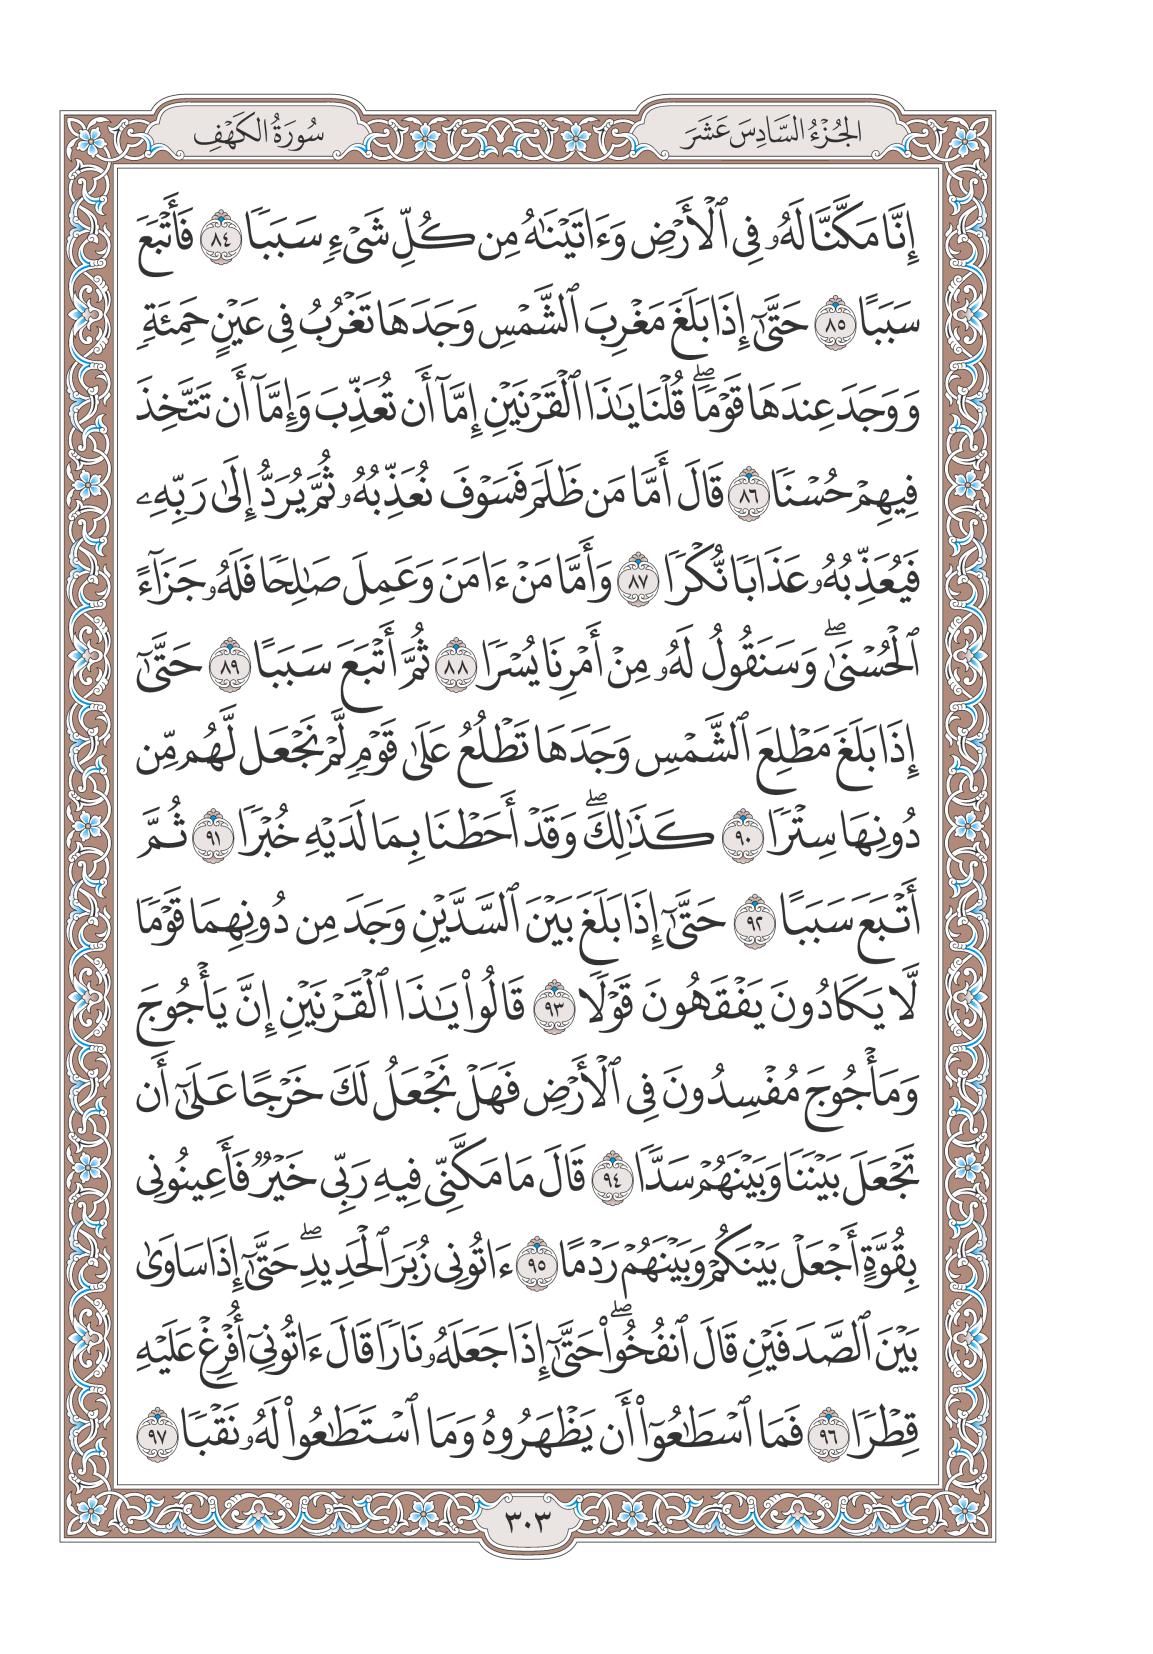 الجُزْءُ السَّادِسَ عَشَرَ
سُورَةُ الكَهْفِ
إِنَّا مَكَّنَّا لَهُۥ فِى ٱلْأَرْضِ وَءَاتَيْنَٰهُ مِن كُلِّ شَىْءٍ سَبَبًا ٨٤ فَأَتْبَعَ
سَبَبًا ٨٥ حَتَّىٰٓ إِذَا بَلَغَ مَغْرِبَ ٱلشَّمْسِ وَجَدَهَا تَغْرُبُ فِى عَيْنٍ حَمِئَةٍ
وَوَجَدَ عِندَهَا قَوْمًا ۖ قُلْنَا يَٰذَا ٱلْقَرْنَيْنِ إِمَّآ أَن تُعَذِّبَ وَإِمَّآ أَن تَتَّخِذَ
فِيهِمْ حُسْنًا ٨٦ قَالَ أَمَّا مَن ظَلَمَ فَسَوْفَ نُعَذِّبُهُۥ ثُمَّ يُرَدُّ إِلَىٰ رَبِّهِۦ
فَيُعَذِّبُهُۥ عَذَابًا نُّكْرًا ٨٧ وَأَمَّا مَنْ ءَامَنَ وَعَمِلَ صَٰلِحًا فَلَهُۥ جَزَآءً
ٱلْحُسْنَىٰ ۖ وَسَنَقُولُ لَهُۥ مِنْ أَمْرِنَا يُسْرًا ٨٨ ثُمَّ أَتْبَعَ سَبَبًا ٨٩ حَتَّىٰٓ
إِذَا بَلَغَ مَطْلِعَ ٱلشَّمْسِ وَجَدَهَا تَطْلُعُ عَلَىٰ قَوْمٍ لَّمْ نَجْعَل لَّهُم مِّن
دُونِهَا سِتْرًا ٩٠ كَذَٰلِكَ ۖ وَقَدْ أَحَطْنَا بِمَا لَدَيْهِ خُبْرًا ٩١ ثُمَّ
أَتْبَعَ سَبَبًا ٩٢ حَتَّىٰٓ إِذَا بَلَغَ بَيْنَ ٱلسَّدَّيْنِ وَجَدَ مِن دُونِهِمَا قَوْمًا
لَّا يَكَادُونَ يَفْقَهُونَ قَوْلًا ٩٣ قَالُوا۟ يَٰذَا ٱلْقَرْنَيْنِ إِنَّ يَأْجُوجَ
وَمَأْجُوجَ مُفْسِدُونَ فِى ٱلْأَرْضِ فَهَلْ نَجْعَلُ لَكَ خَرْجًا عَلَىٰٓ أَن
تَجْعَلَ بَيْنَنَا وَبَيْنَهُمْ سَدًّا ٩٤ قَالَ مَا مَكَّنِّى فِيهِ رَبِّى خَيْرٌ فَأَعِينُونِى
بِقُوَّةٍ أَجْعَلْ بَيْنَكُمْ وَبَيْنَهُمْ رَدْمًا ٩٥ ءَاتُونِى زُبَرَ ٱلْحَدِيدِ ۖ حَتَّىٰٓ إِذَا سَاوَىٰ
بَيْنَ ٱلصَّدَفَيْنِ قَالَ ٱنفُخُوا۟ ۖ حَتَّىٰٓ إِذَا جَعَلَهُۥ نَارًا قَالَ ءَاتُونِىٓ أُفْرِغْ عَلَيْهِ
قِطْرًا ٩٦ فَمَا ٱسْطَٰعُوٓا۟ أَن يَظْهَرُوهُ وَمَا ٱسْتَطَٰعُوا۟ لَهُۥ نَقْبًا ٩٧
٣٠٣